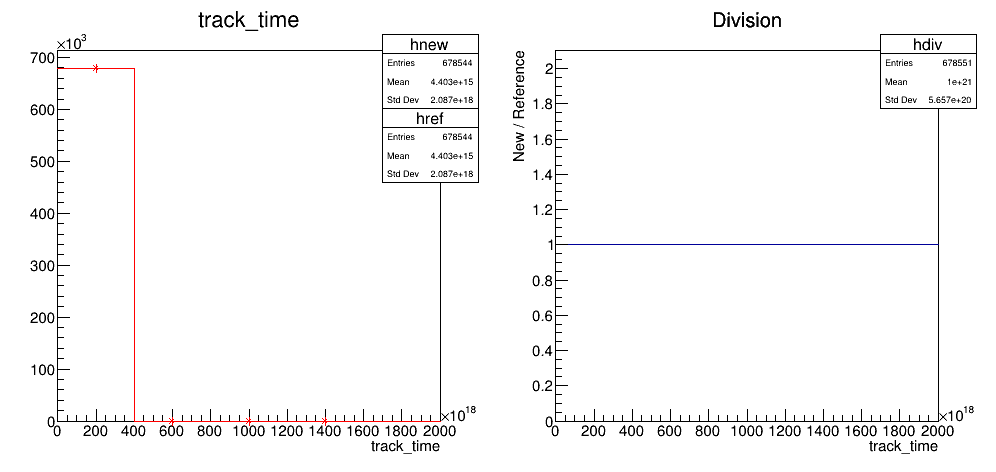 track_time
×10³
700
600
500
400
300
200
100
0
0 200 400 600 800 1000 1200 1400 1600 1800 2000
×10¹⁸
track_time
hnew
Entries 678544
Mean 4.403e+15
Std Dev 2.087e+18
href
Entries 678544
Mean 4.403e+15
Std Dev 2.087e+18
Division
New / Reference
2
1.8
1.6
1.4
1.2
1
0.8
0.6
0.4
0.2
0
0 200 400 600 800 1000 1200 1400 1600 1800 2000
×10¹⁸
track_time
hdiv
Entries 678551
Mean 1e+21
Std Dev 5.657e+20